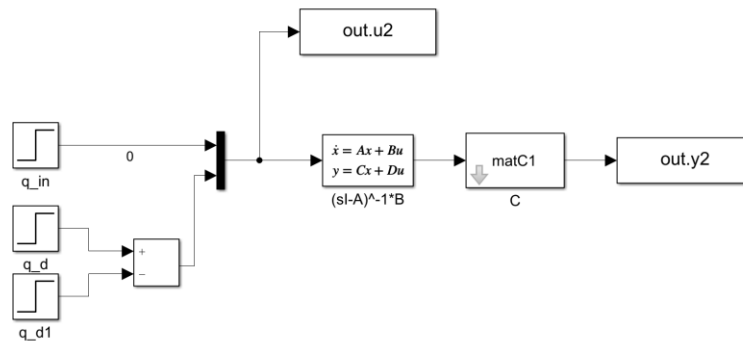 out.u2
0
q_in
ẋ = Ax + Bu
y = Cx + Du
(sI-A)^-1*B
matC1
C
out.y2
q_d
+
−
q_d1